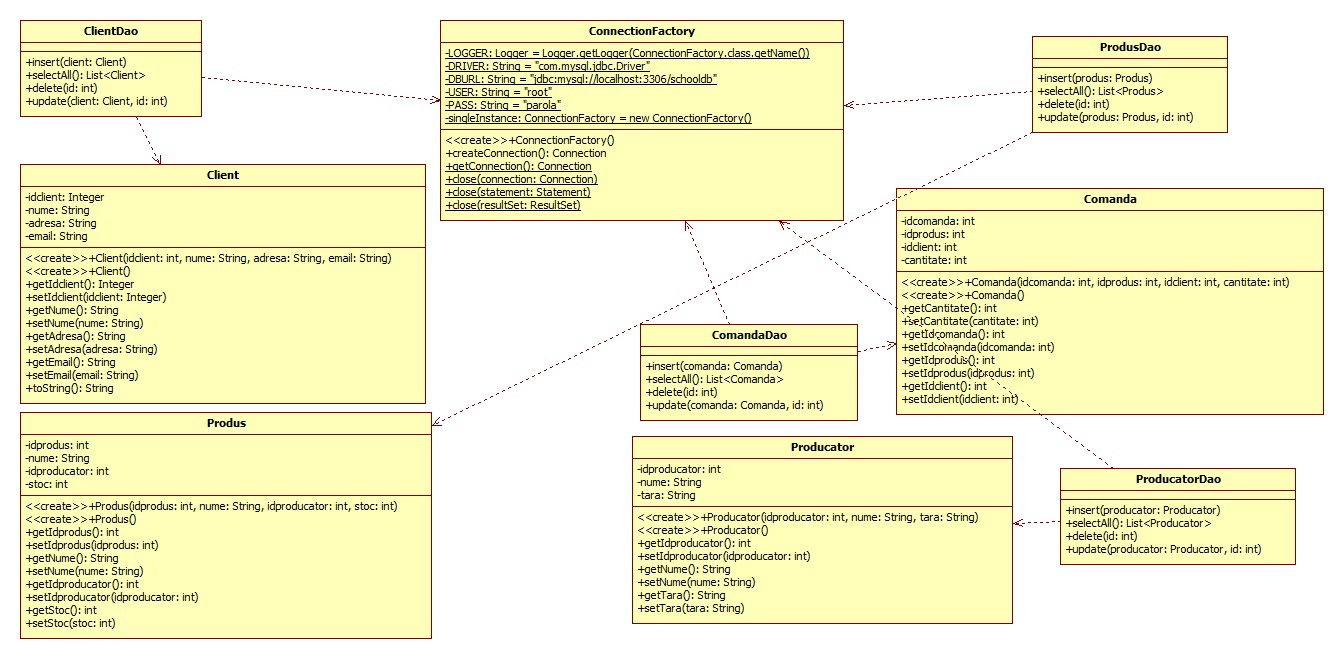 ClientDao
+insert(client: Client)
+selectAll(): List<Client>
+delete(id: int)
+update(client: Client, id: int)
ConnectionFactory
-LOGGER: Logger = Logger.getLogger(ConnectionFactory.class.getName())
-DRIVER: String = "com.mysql.jdbc.Driver"
-DBURL: String = "jdbc:mysql://localhost:3306/schooldb"
-USER: String = "root"
-PASS: String = "parola"
-singleInstance: ConnectionFactory = new ConnectionFactory()
<<create>>+ConnectionFactory()
+createConnection(): Connection
+getConnection(): Connection
+close(connection: Connection)
+close(statement: Statement)
+close(resultSet: ResultSet)
ProdusDao
+insert(produs: Produs)
+selectAll(): List<Produs>
+delete(id: int)
+update(produs: Produs, id: int)
Client
-idclient: Integer
-nume: String
-adresa: String
-email: String
<<create>>+Client(idclient: int, nume: String, adresa: String, email: String)
<<create>>+Client()
+getIdclient(): Integer
+setIdclient(idclient: Integer)
+getNume(): String
+setNume(nume: String)
+getAdresa(): String
+setAdresa(adresa: String)
+getEmail(): String
+setEmail(email: String)
+toString(): String
Comanda
-idcomanda: int
-idprodus: int
-idclient: int
-cantitate: int
<<create>>+Comanda(idcomanda: int, idprodus: int, idclient: int, cantitate: int)
<<create>>+Comanda()
+getCantitate(): int
+setCantitate(cantitate: int)
+getIdcomanda(): int
+setIdcomanda(idcomanda: int)
+getIdprodus(): int
+setIdprodus(idprodus: int)
+getIdclient(): int
+setIdclient(idclient: int)
ComandaDao
+insert(comanda: Comanda)
+selectAll(): List<Comanda>
+delete(id: int)
+update(comanda: Comanda, id: int)
Produs
-idprodus: int
-nume: String
-idproducator: int
-stoc: int
<<create>>+Produs(idprodus: int, nume: String, idproducator: int, stoc: int)
<<create>>+Produs()
+getIdprodus(): int
+setIdprodus(idprodus: int)
+getNume(): String
+setNume(nume: String)
+getIdproducator(): int
+setIdproducator(idproducator: int)
+getStoc(): int
+setStoc(stoc: int)
Producator
-idproducator: int
-nume: String
-tara: String
<<create>>+Producator(idproducator: int, nume: String, tara: String)
<<create>>+Producator()
+getIdproducator(): int
+setIdproducator(idproducator: int)
+getNume(): String
+setNume(nume: String)
+getTara(): String
+setTara(tara: String)
ProducatorDao
+insert(producator: Producator)
+selectAll(): List<Producator>
+delete(id: int)
+update(producator: Producator, id: int)